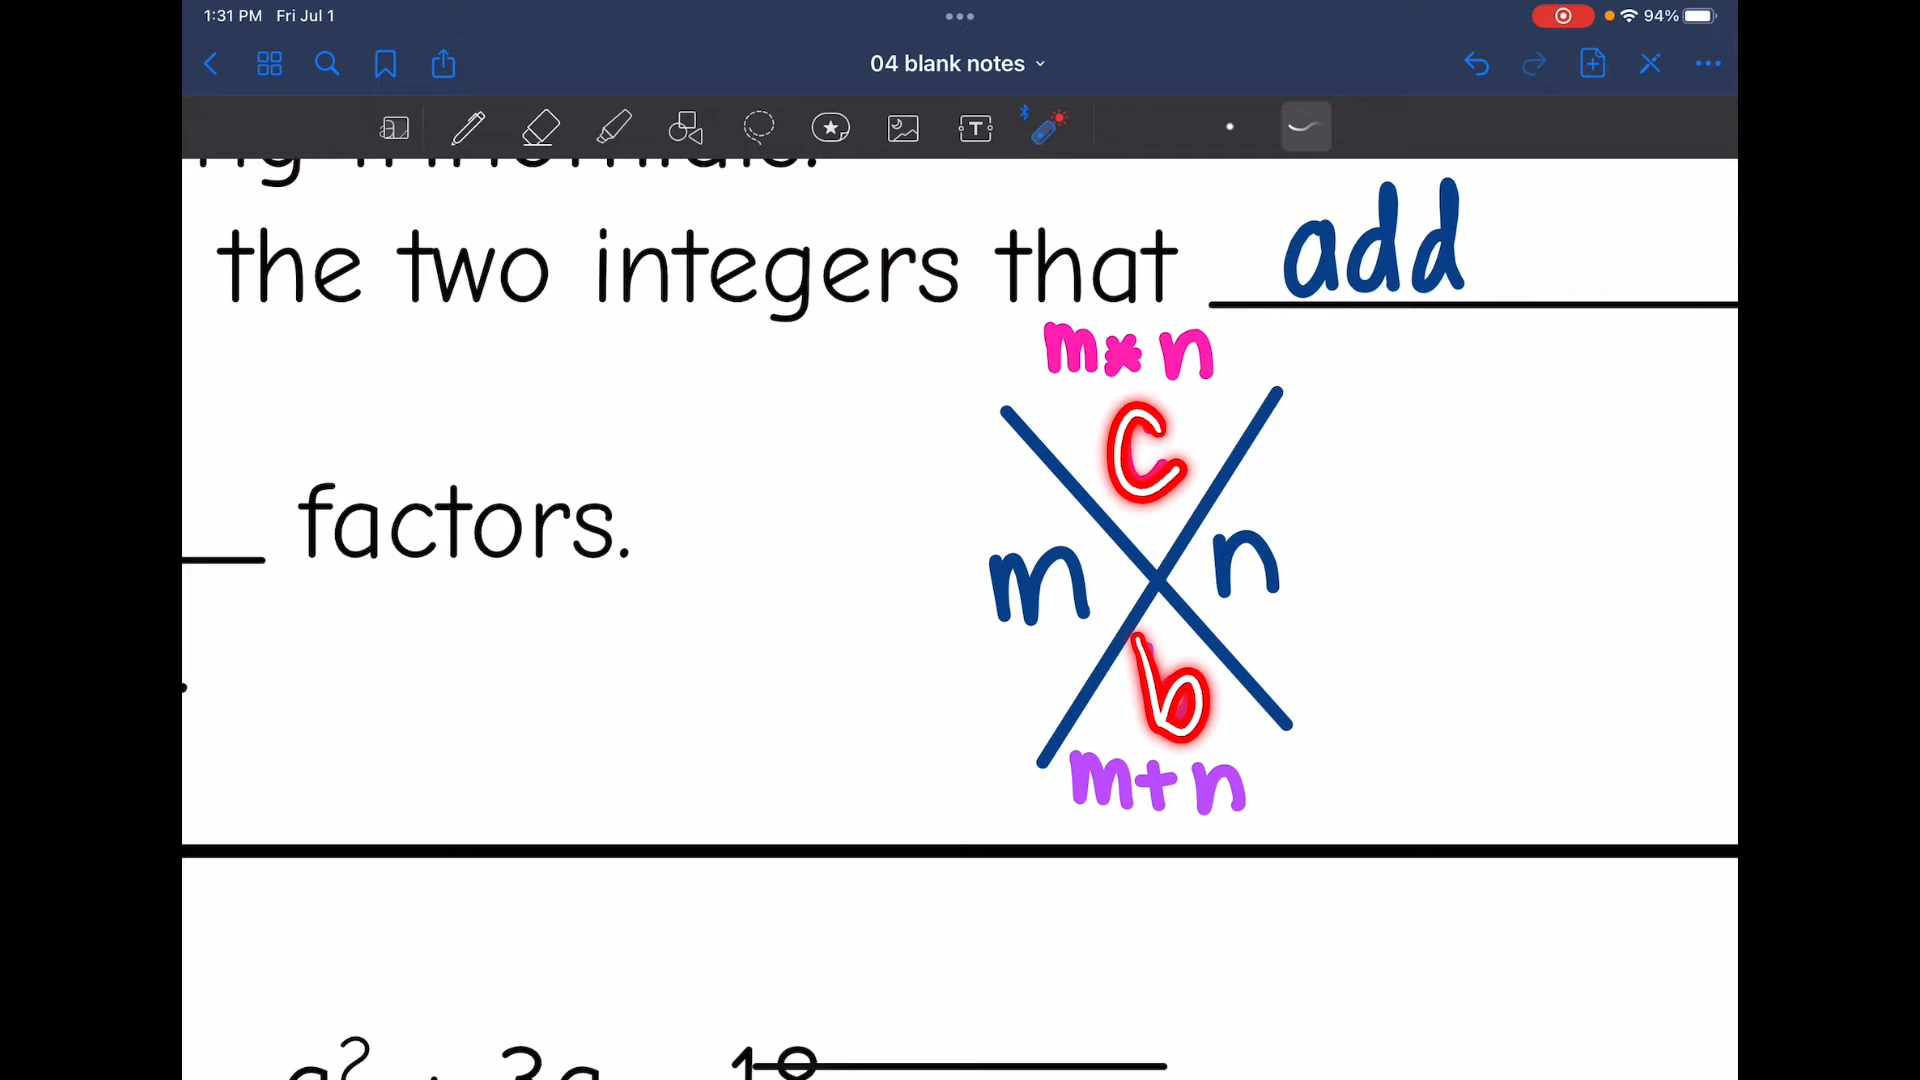 1:31 PM Fri Jul 1
94%
04 blank notes
the two integers that add
m * n
c
factors.
m n
b
m + n